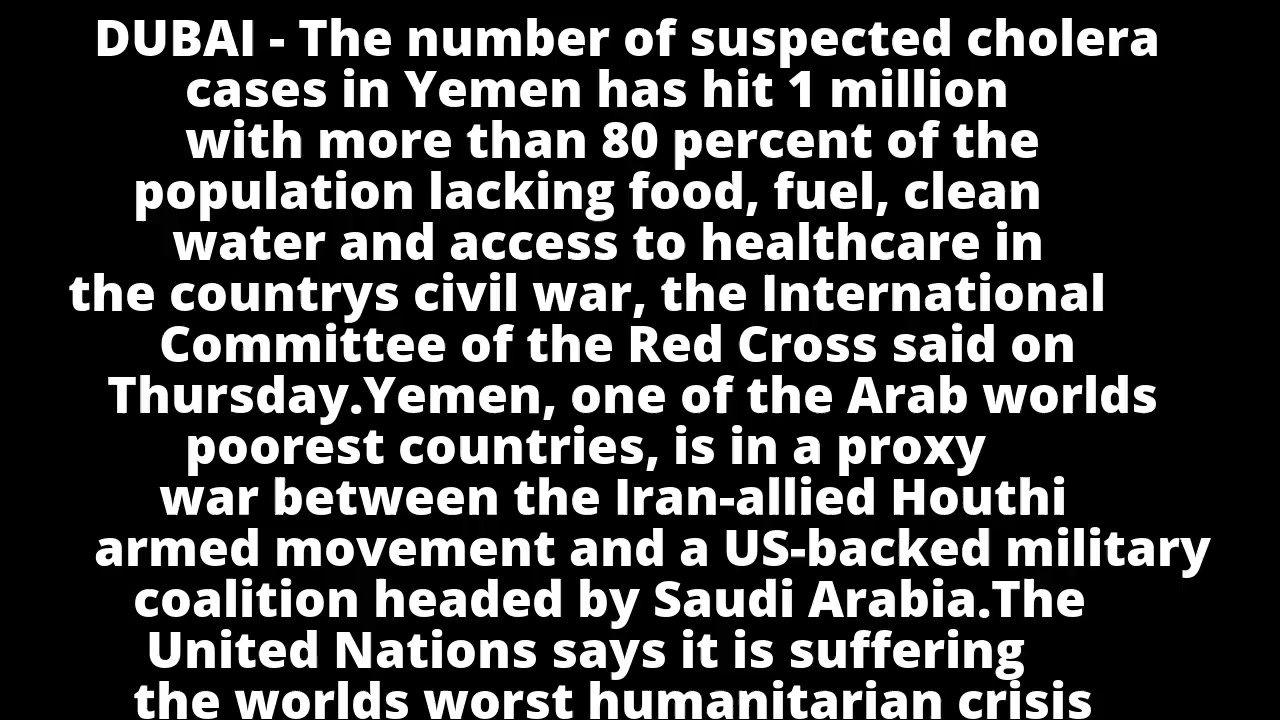 DUBAI - The number of suspected cholera
cases in Yemen has hit 1 million
with more than 80 percent of the
population lacking food, fuel, clean
water and access to healthcare in
the countrys civil war, the International
Committee of the Red Cross said on
Thursday.Yemen, one of the Arab worlds
poorest countries, is in a proxy
war between the Iran-allied Houthi
armed movement and a US-backed military
coalition headed by Saudi Arabia.The
United Nations says it is suffering
the worlds worst humanitarian crisis